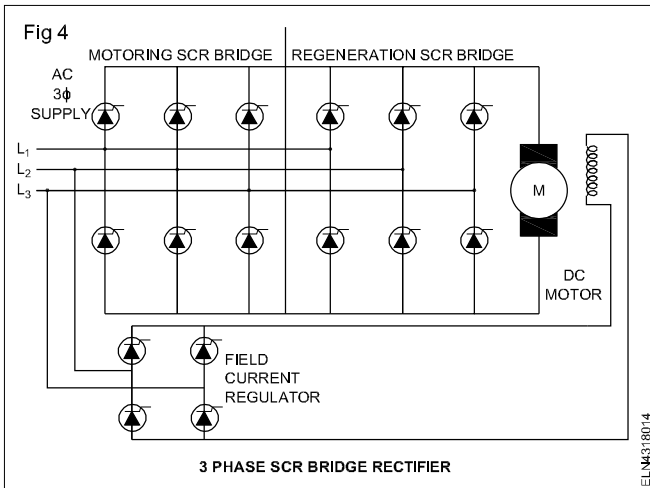 Fig 4
MOTORING SCR BRIDGE
REGENERATION SCR BRIDGE
AC
3ϕ
SUPPLY
L1
L2
L3
M
DC
MOTOR
FIELD
CURRENT
REGULATOR
3 PHASE SCR BRIDGE RECTIFIER
ELN4318014